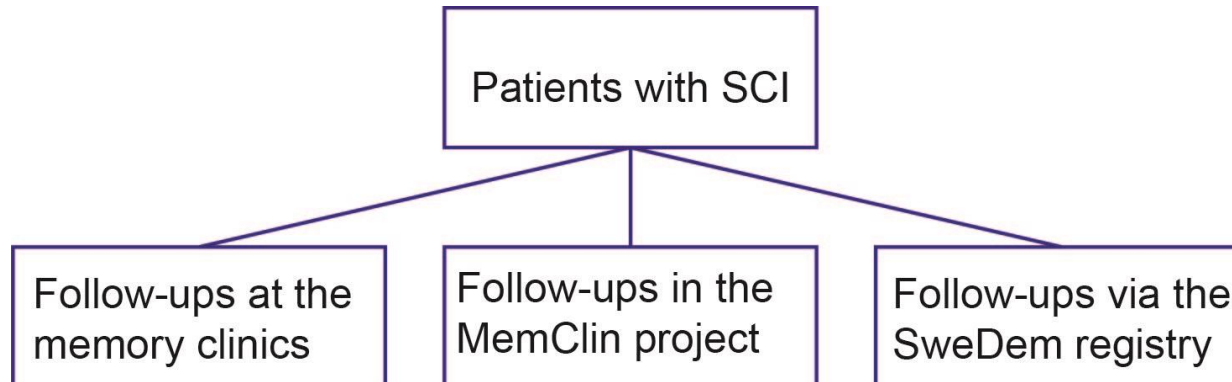 Patients with SCI
Follow-ups at the
memory clinics
Follow-ups in the
MemClin project
Follow-ups via the
SweDem registry